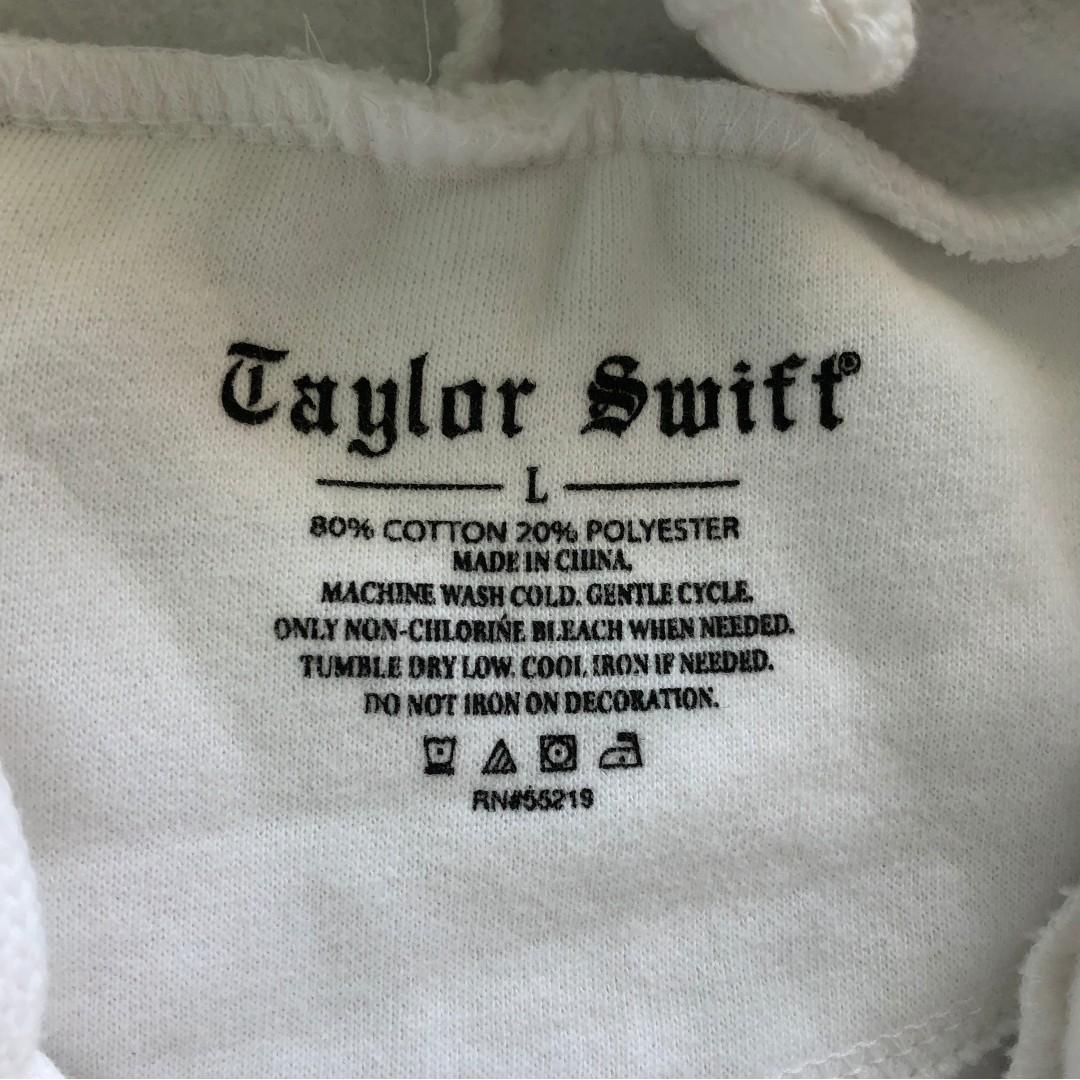 Taylor Swift®
L
80% COTTON 20% POLYESTER
MADE IN CHINA.
MACHINE WASH COLD. GENTLE CYCLE.
ONLY NON-CHLORINE BLEACH WHEN NEEDED.
TUMBLE DRY LOW. COOL IRON IF NEEDED.
DO NOT IRON ON DECORATION.
RN#55219